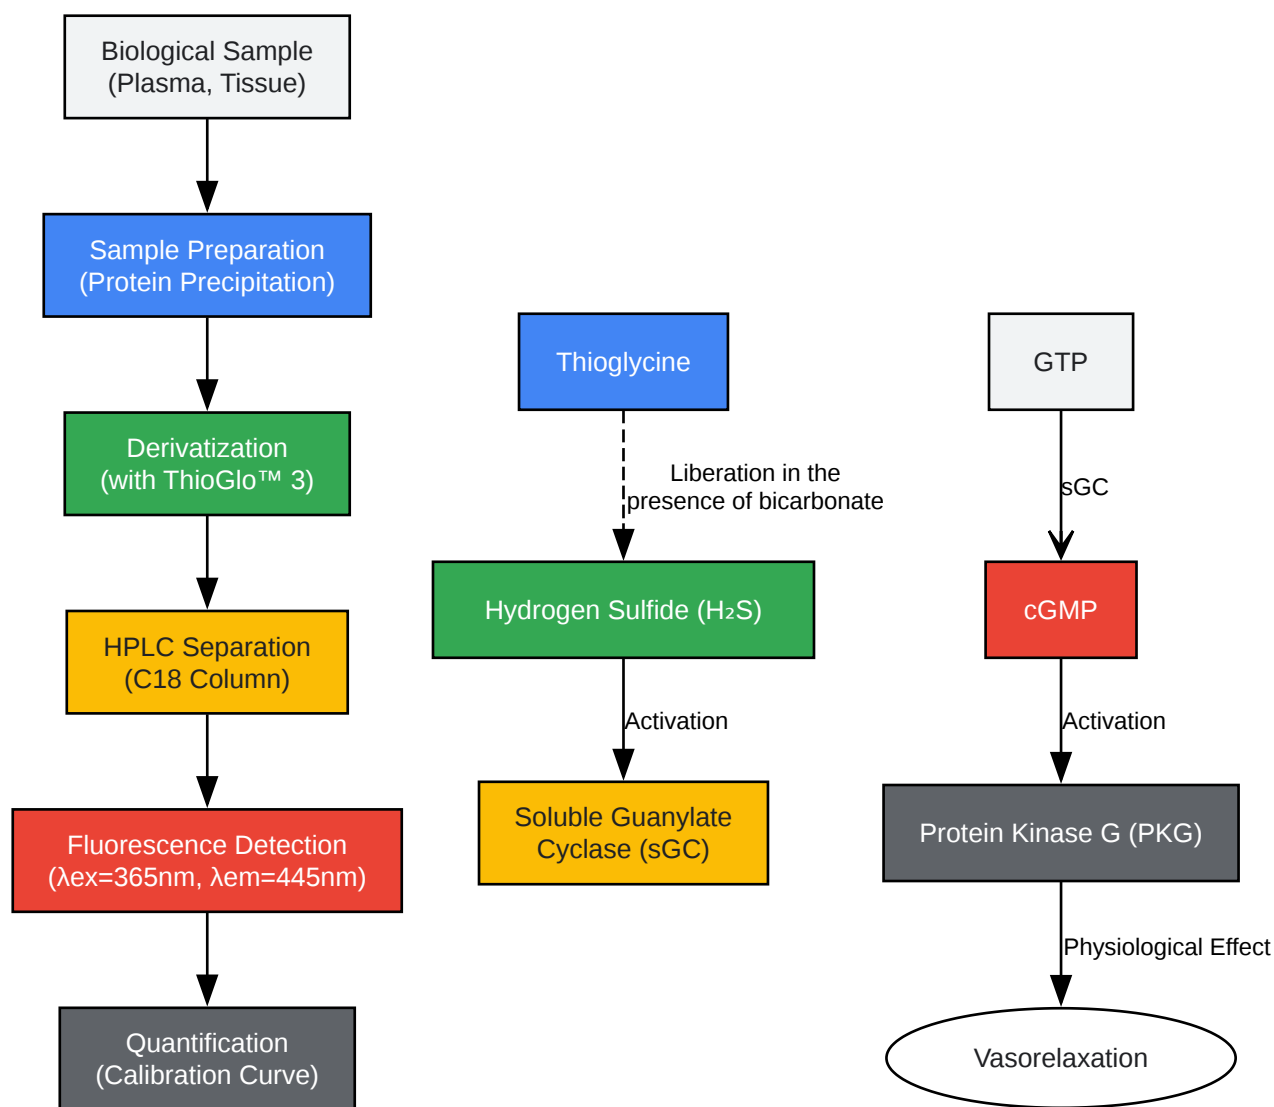 Biological Sample
(Plasma, Tissue)
Sample Preparation
(Protein Precipitation)
Derivatization
(with ThioGlo™ 3)
HPLC Separation
(C18 Column)
Fluorescence Detection
(λex=365nm, λem=445nm)
Quantification
(Calibration Curve)
Thioglycine
Liberation in the
presence of bicarbonate
Hydrogen Sulfide (H₂S)
Activation
Soluble Guanylate
Cyclase (sGC)
GTP
sGC
cGMP
Activation
Protein Kinase G (PKG)
Physiological Effect
Vasorelaxation